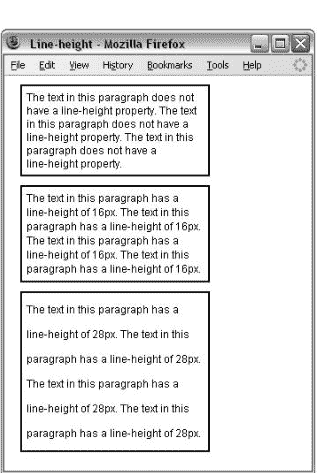 Line-height - Mozilla Firefox
File Edit View History Bookmarks Tools Help
The text in this paragraph does not
have a line-height property. The text
in this paragraph does not have a
line-height property. The text in this
paragraph does not have a
line-height property.
The text in this paragraph has a
line-height of 16px. The text in this
paragraph has a line-height of 16px.
The text in this paragraph has a
line-height of 16px. The text in this
paragraph has a line-height of 16px.
The text in this paragraph has a
line-height of 28px. The text in this
paragraph has a line-height of 28px.
The text in this paragraph has a
line-height of 28px. The text in this
paragraph has a line-height of 28px.